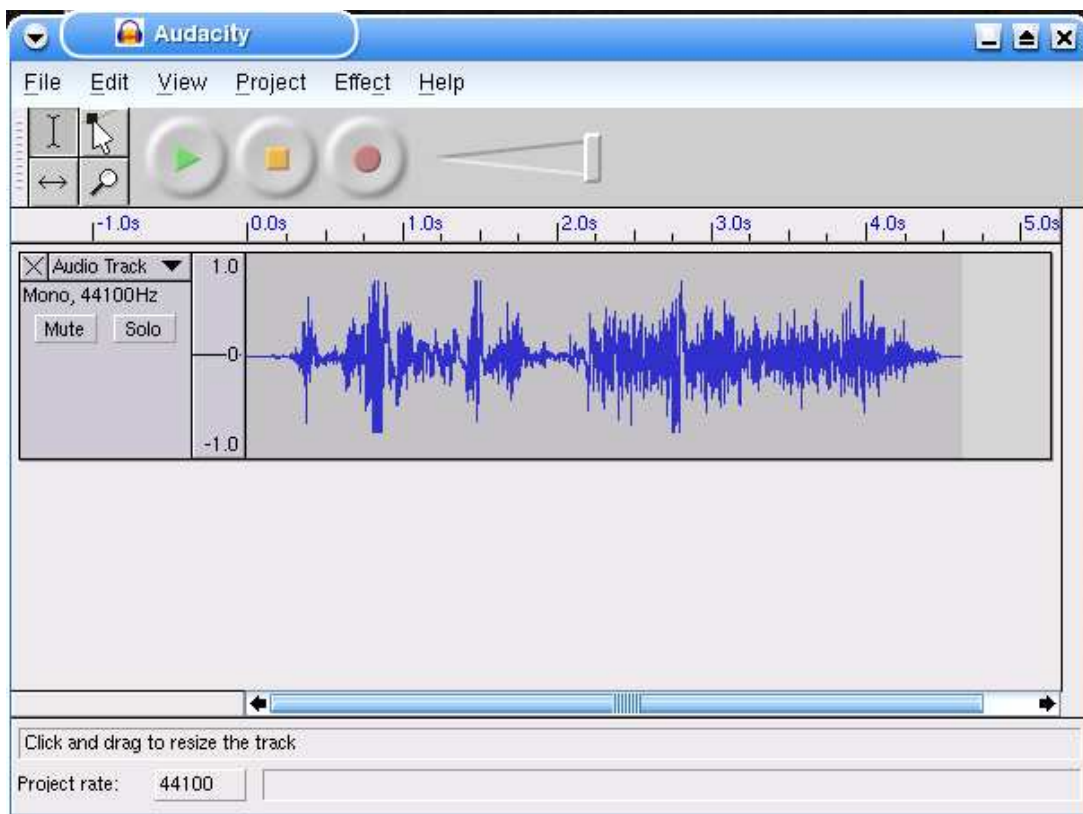 Audacity
File Edit View Project Effect Help
-1.0s 0.0s 1.0s 2.0s 3.0s 4.0s 5.0s
Audio Track 1.0
Mono, 44100Hz
Mute Solo
0
-1.0
Click and drag to resize the track
Project rate: 44100